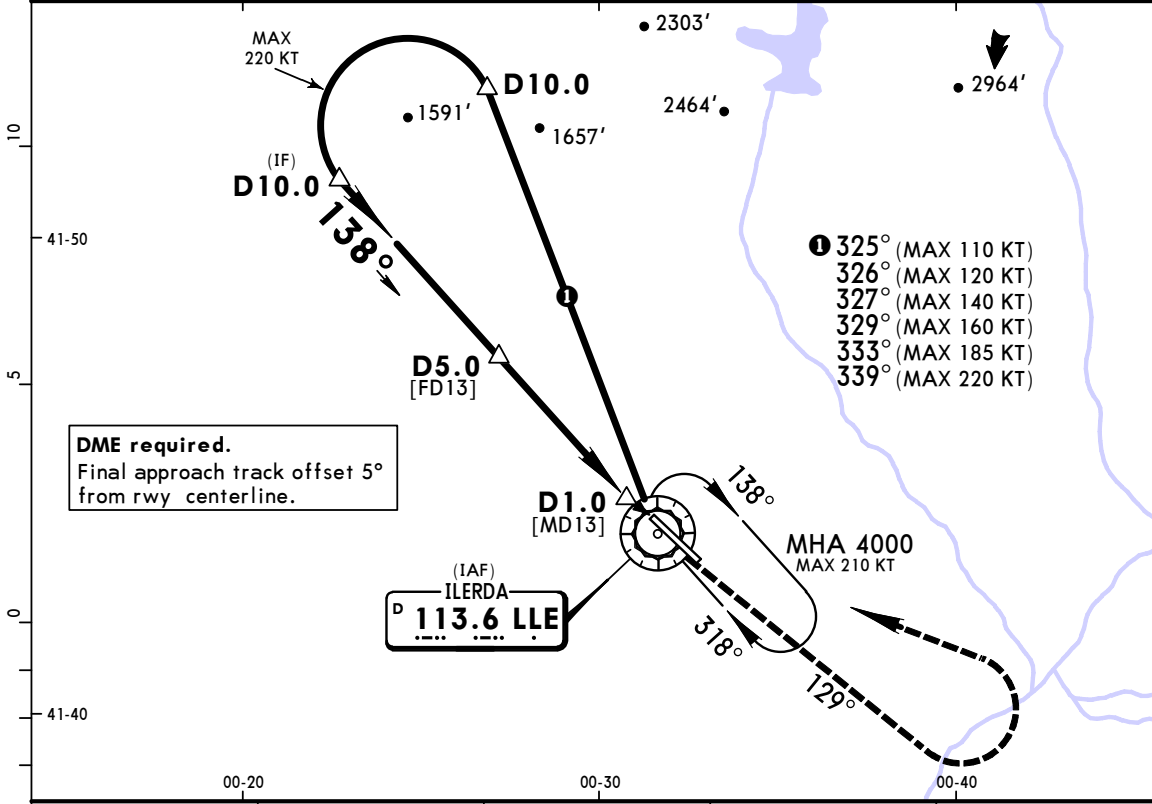 MAX
220 KT
D10.0
2303'
2964'
2464'
1591'
1657'
(IF)
D10.0
138°
10
41-50
❶ 325° (MAX 110 KT)
326° (MAX 120 KT)
327° (MAX 140 KT)
329° (MAX 160 KT)
333° (MAX 185 KT)
339° (MAX 220 KT)
❶
D5.0
[FD13]
5
DME required.
Final approach track offset 5°
from rwy centerline.
D1.0
[MD13]
138°
MHA 4000
MAX 210 KT
(IAF)
ILERDA
D 113.6 LLE
0
318°
129°
41-40
00-20
00-30
00-40